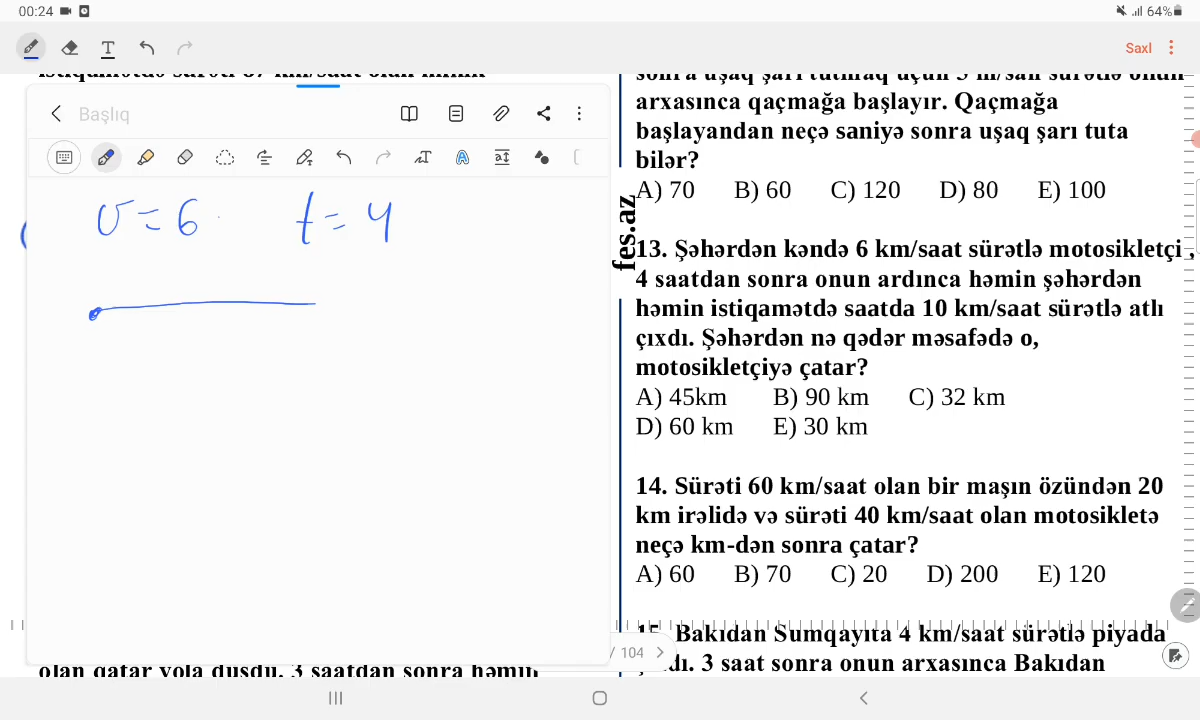 00:24
64%
Saxl
Başlıq
υ = 6 t = 4
fes.az
arxasınca qaçmağa başlayır. Qaçmağa
başlayandan neçə saniyə sonra uşaq şarı tuta
bilər?
A) 70 B) 60 C) 120 D) 80 E) 100
13. Şəhərdən kəndə 6 km/saat sürətlə motosikletçi ,
4 saatdan sonra onun ardınca həmin şəhərdən
həmin istiqamətdə saatda 10 km/saat sürətlə atlı
çıxdı. Şəhərdən nə qədər məsafədə o,
motosikletçiyə çatar?
A) 45km B) 90 km C) 32 km
D) 60 km E) 30 km
14. Sürəti 60 km/saat olan bir maşın özündən 20
km irəlidə və sürəti 40 km/saat olan motosikletə
neçə km-dən sonra çatar?
A) 60 B) 70 C) 20 D) 200 E) 120
Bakıdan Sumqayıta 4 km/saat sürətlə piyada
/ 104
3 saat sonra onun arxasınca Bakıdan
olan qatar yola düşdü. 3 saatdan sonra həmin